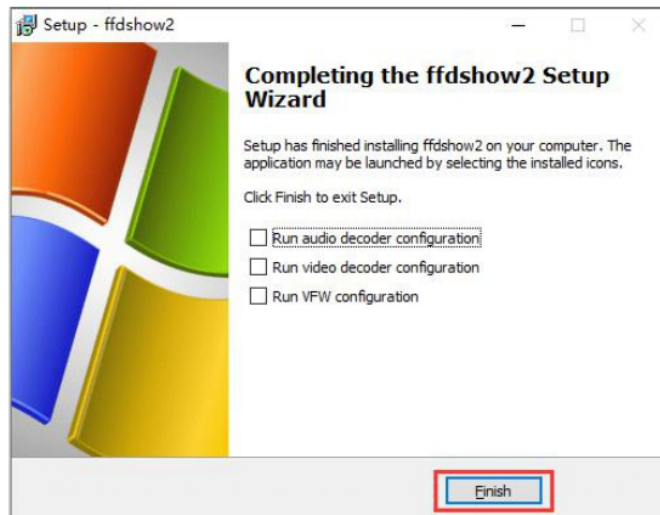 Setup - ffdshow2
Completing the ffdshow2 Setup
Wizard
Setup has finished installing ffdshow2 on your computer. The
application may be launched by selecting the installed icons.
Click Finish to exit Setup.
Run audio decoder configuration
Run video decoder configuration
Run VFW configuration
Finish